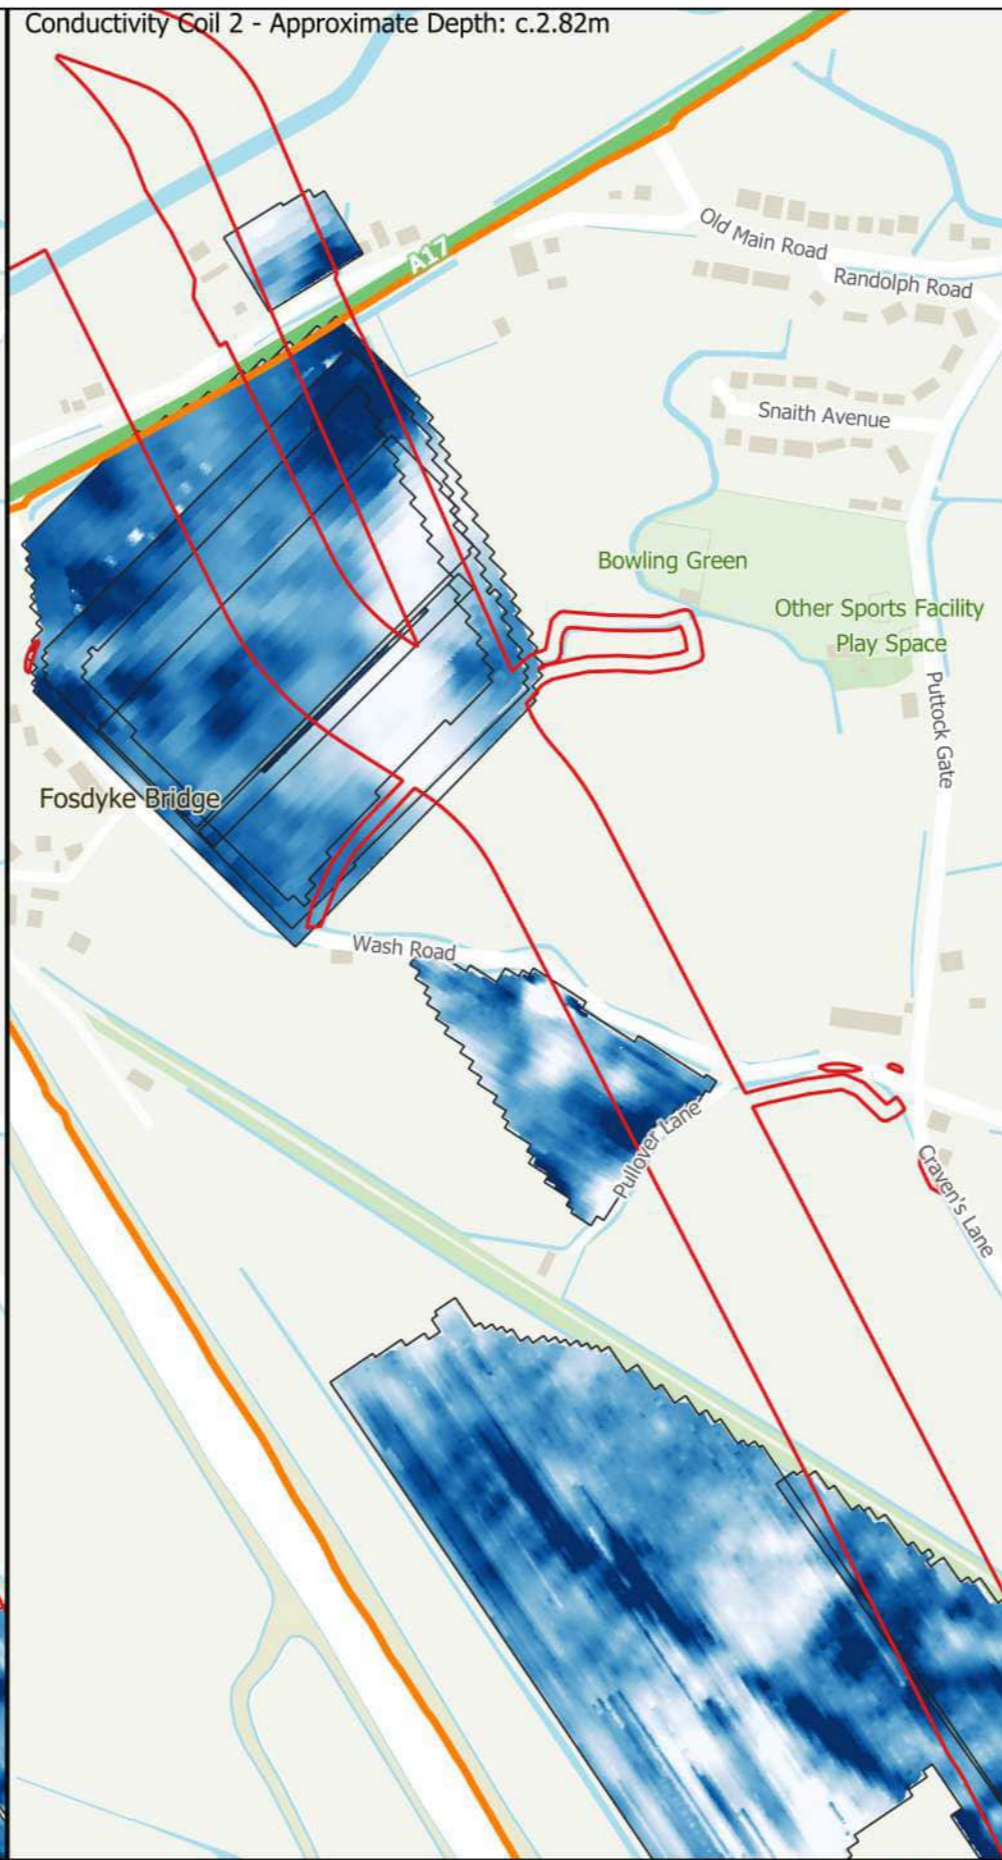 Conductivity Coil 2 - Approximate Depth: c.2.82m
A17
Old Main Road
Randolph Road
Snaith Avenue
Bowling Green
Other Sports Facility
Play Space
Puttock Gate
Fosdyke Bridge
Wash Road
Pullover Lane
Craven's Lane